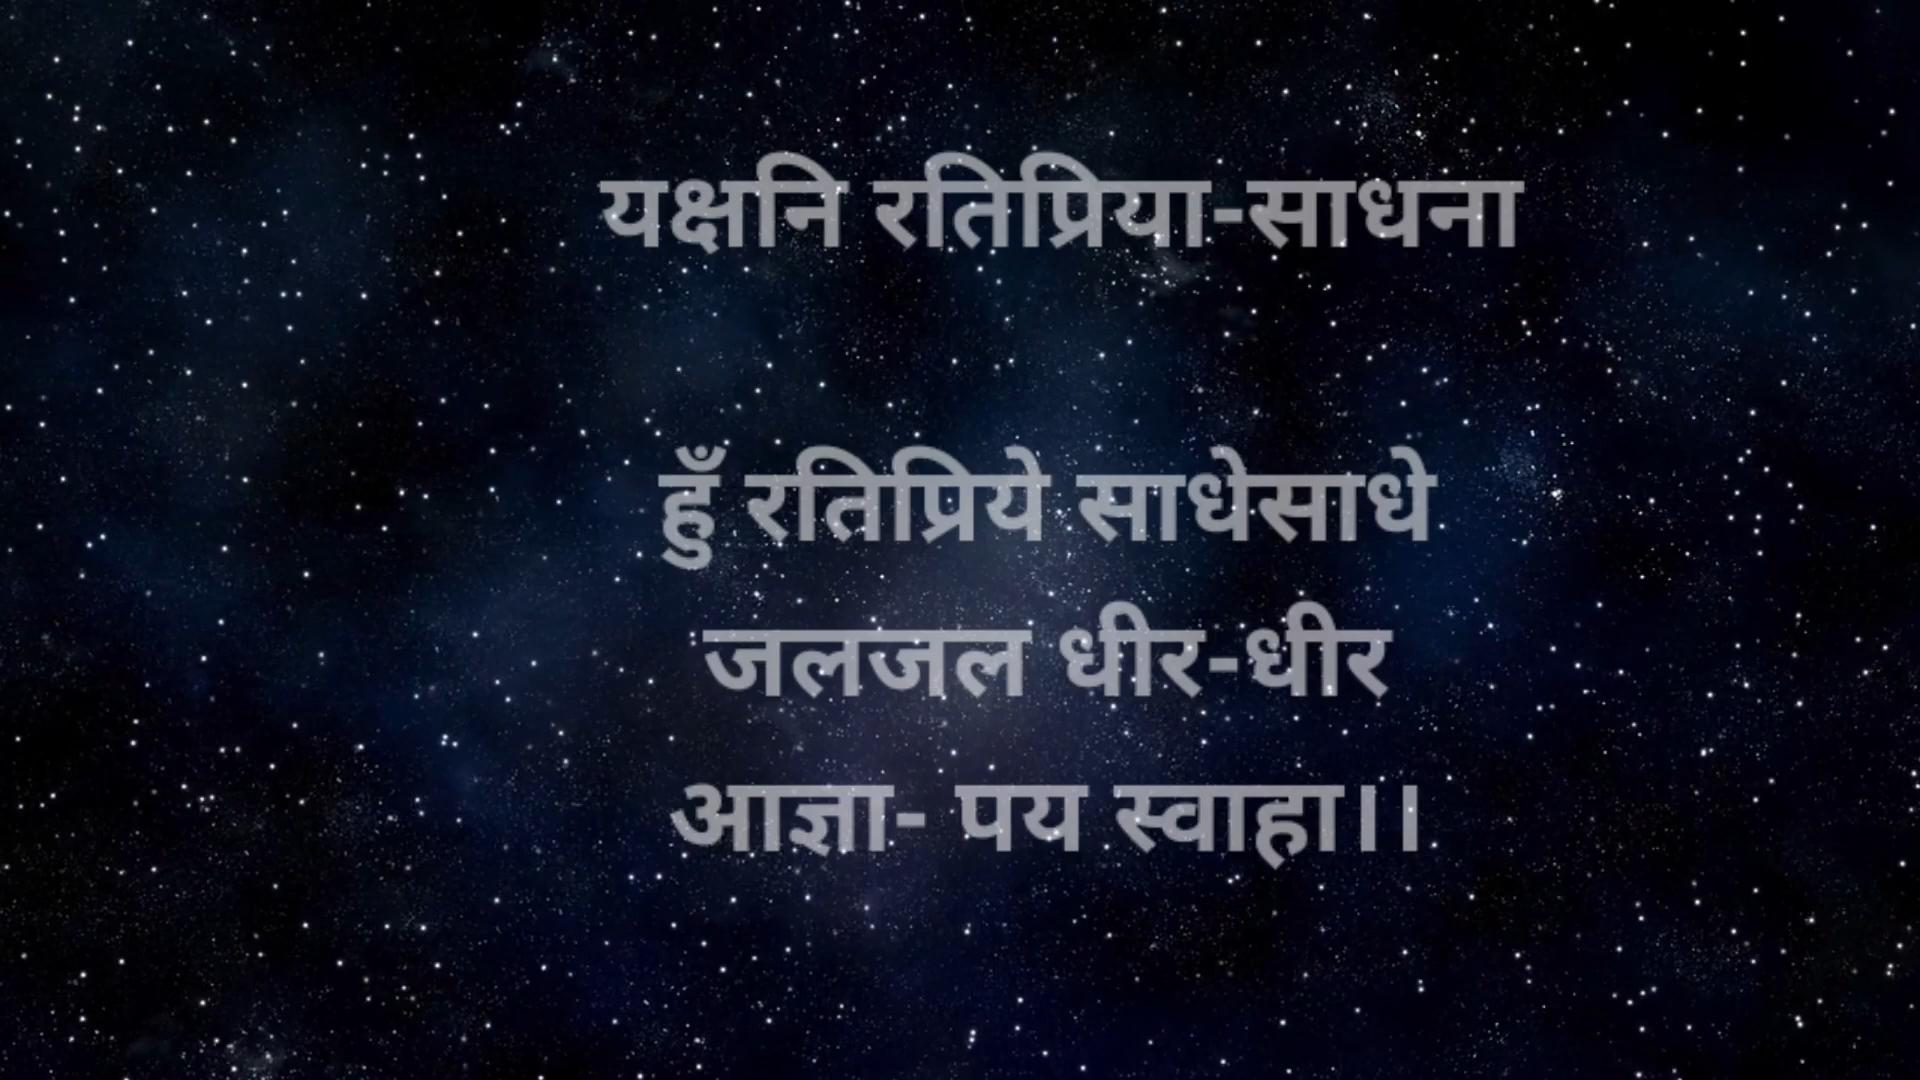 यक्षनि रतिप्रिया-साधना
हुँ रतिप्रिये साधेसाधे
जलजल धीर-धीर
आज्ञा- पय स्वाहा।।